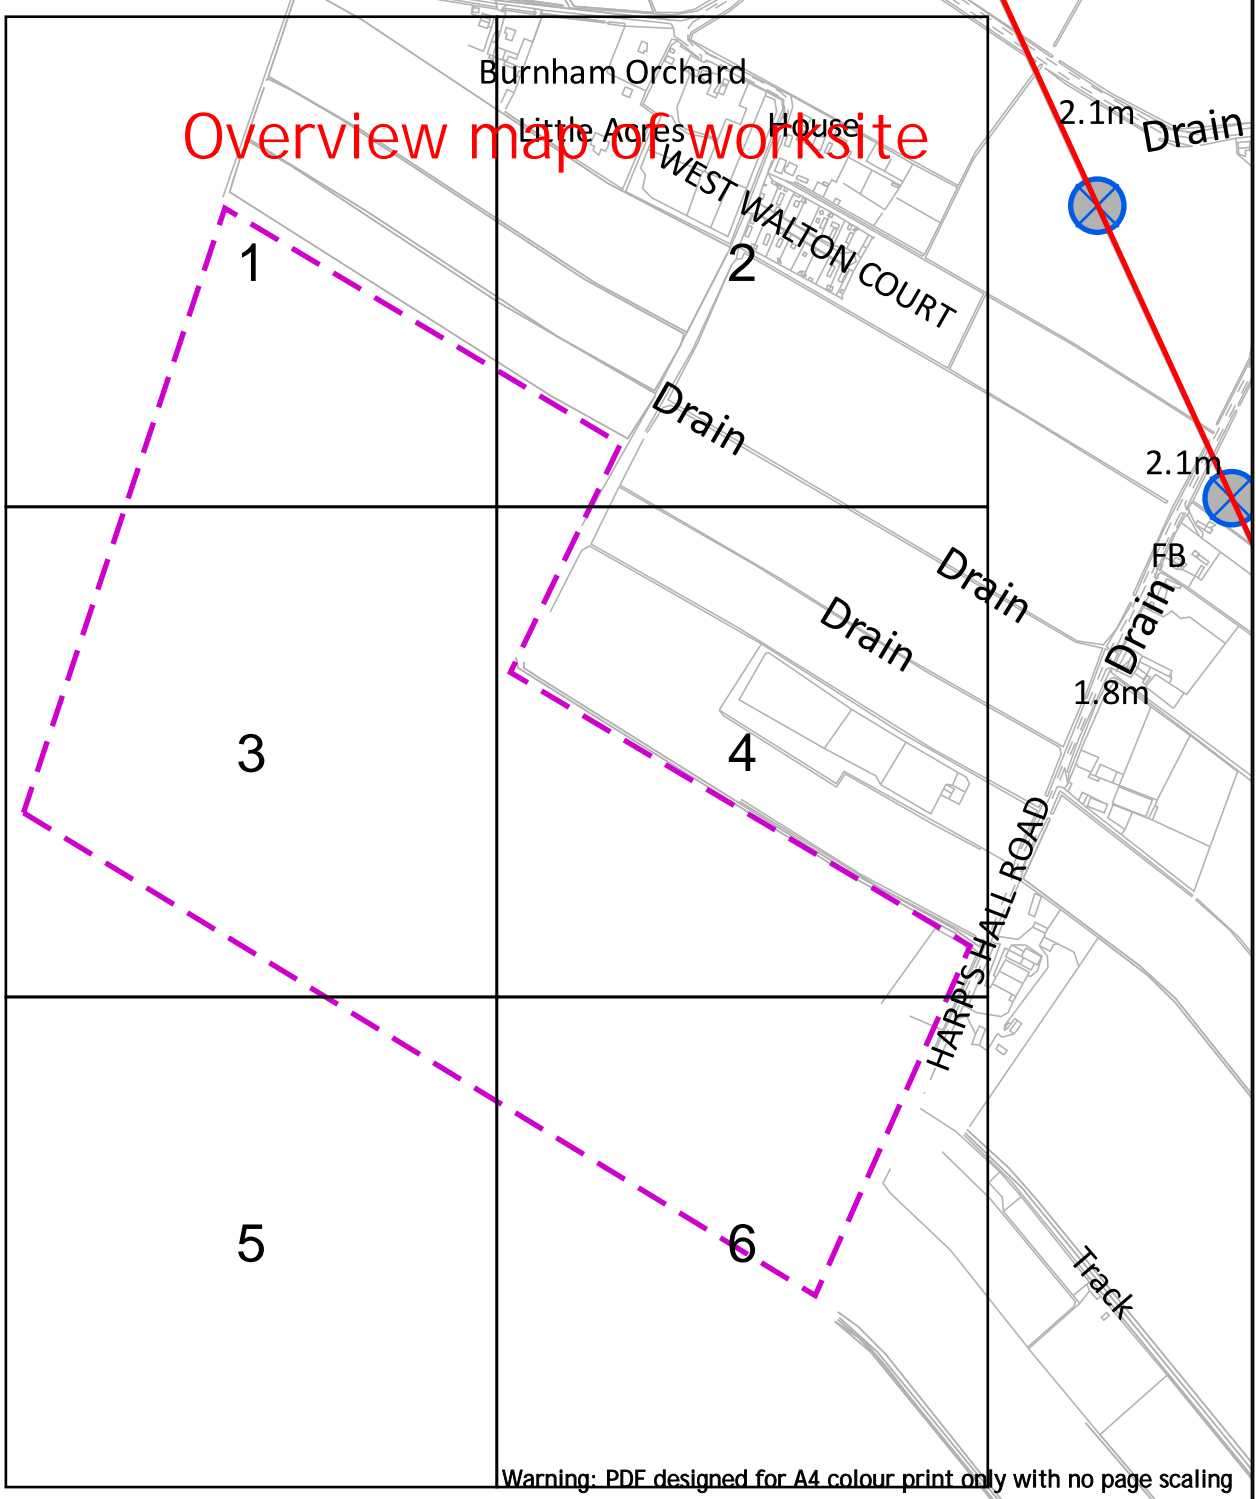 Burnham Orchard
Overview map of worksite
Little Acres
House
2.1m
Drain
WEST WALTON COURT
1
2
Drain
2.1m
FB
Drain
Drain
Drain
1.8m
3
4
HARP'S HALL ROAD
5
6
Track
Warning: PDF designed for A4 colour print only with no page scaling